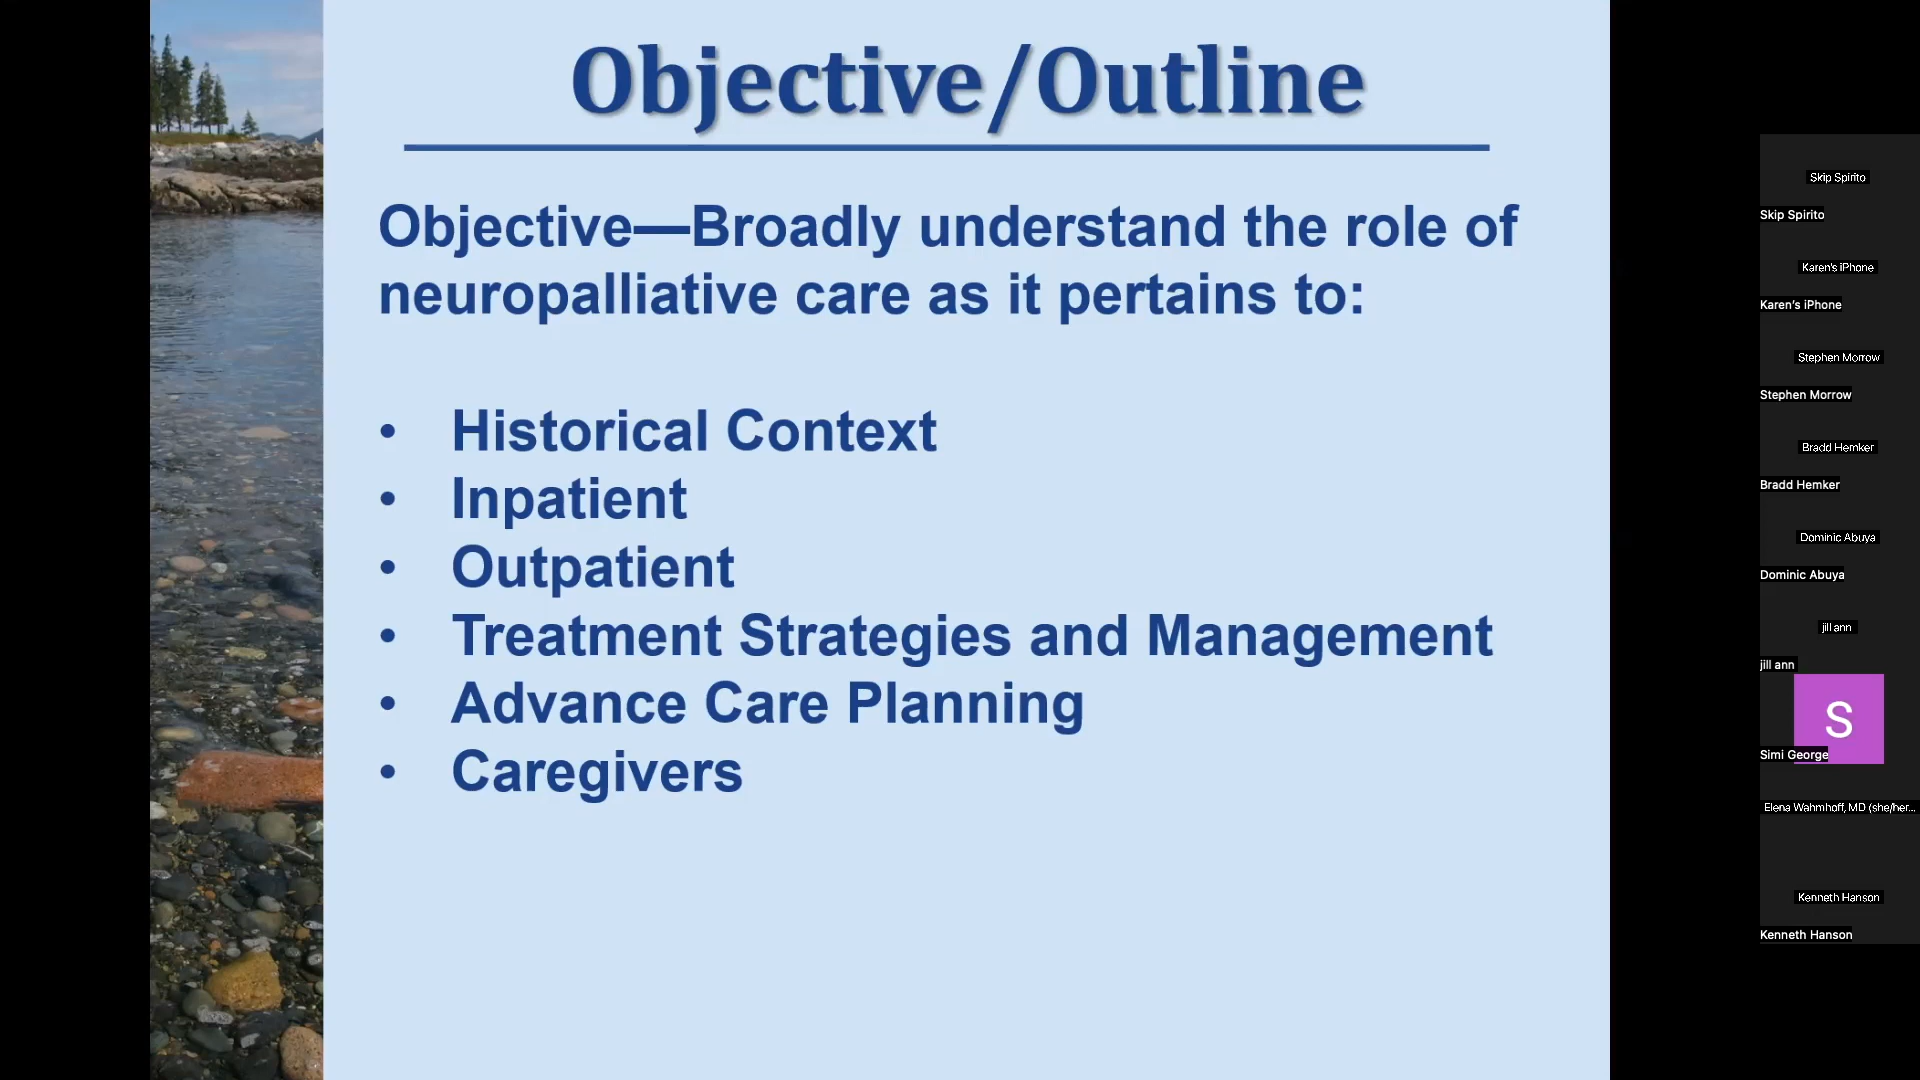 Objective/Outline
Objective—Broadly understand the role of
neuropalliative care as it pertains to:
• Historical Context
• Inpatient
• Outpatient
• Treatment Strategies and Management
• Advance Care Planning
• Caregivers
Skip Spirito
Skip Spirito
Karen's iPhone
Karen's iPhone
Stephen Morrow
Stephen Morrow
Bradd Hemker
Bradd Hemker
Dominic Abuya
Dominic Abuya
jill ann
jill ann
S
Simi George
Elena Wahmhoff, MD (she/her...
Kenneth Hanson
Kenneth Hanson